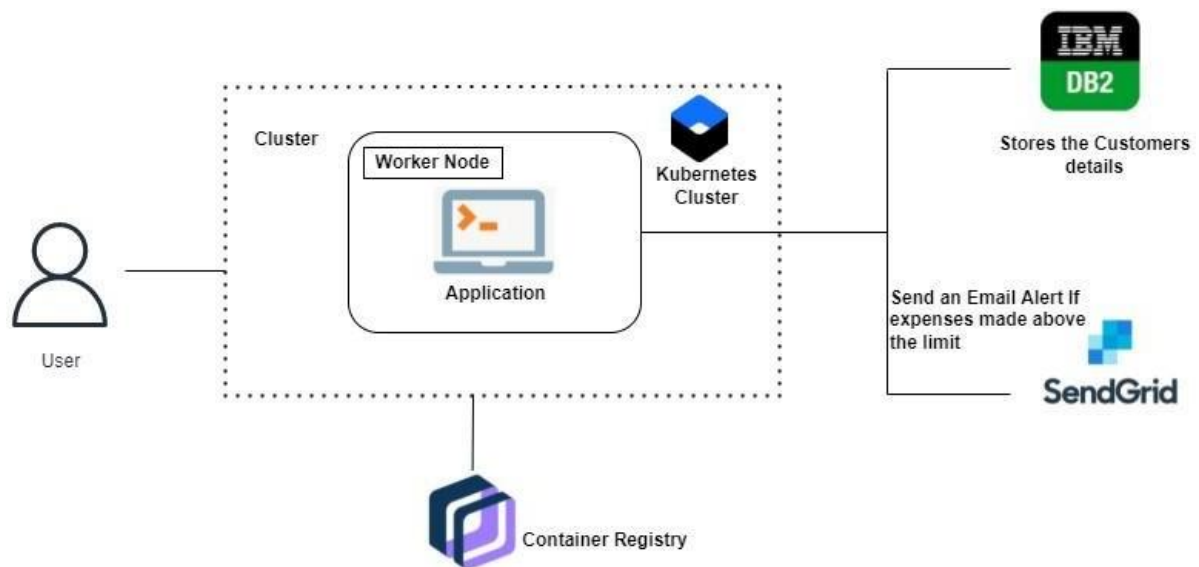 IBM
DB2
Stores the Customers
details
Cluster
Worker Node
Kubernetes
Cluster
Application
User
Send an Email Alert If
expenses made above
the limit
SendGrid
Container Registry